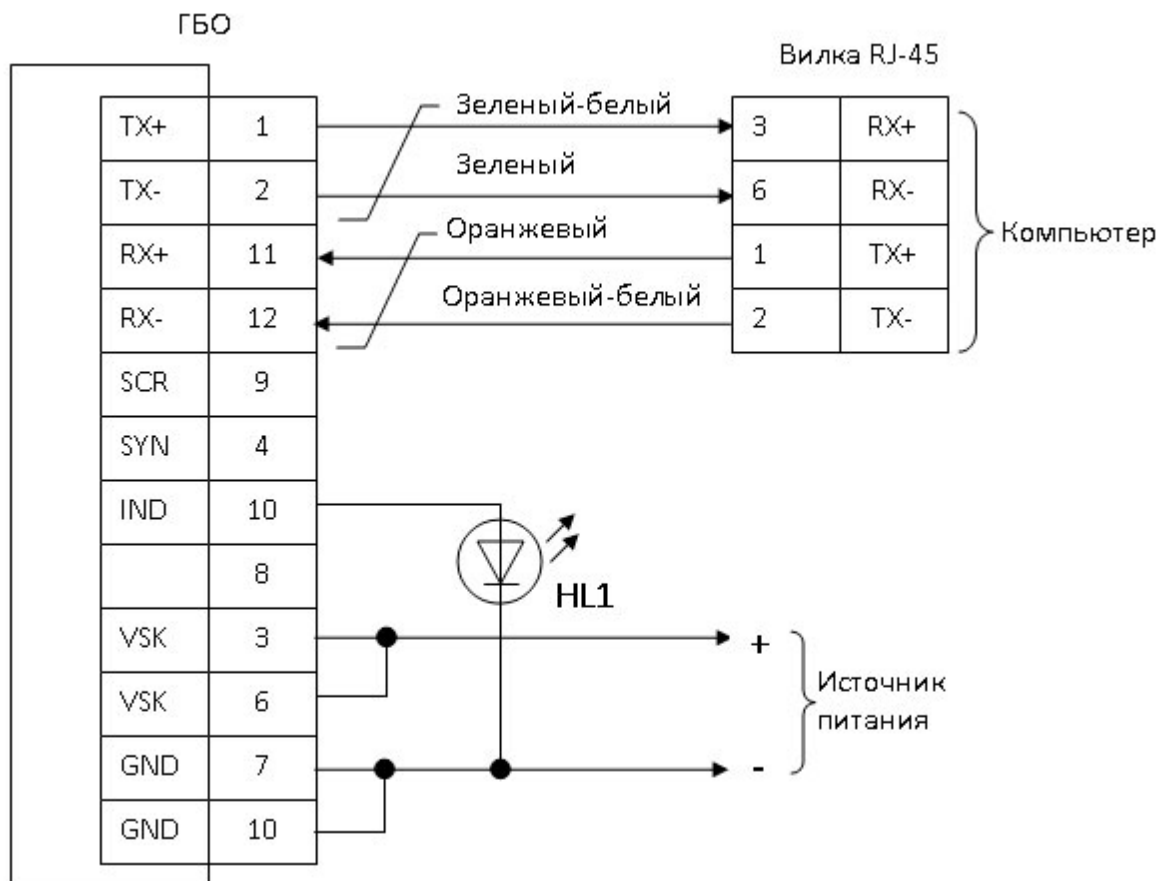 ГБО
Вилка RJ-45
TX+ 1
Зеленый-белый
3 RX+
TX- 2
Зеленый
6 RX-
RX+ 11
Оранжевый
1 TX+
Компьютер
RX- 12
Оранжевый-белый
2 TX-
SCR 9
SYN 4
IND 10
8
HL1
VSK 3
+
VSK 6
Источник
питания
GND 7
-
GND 10